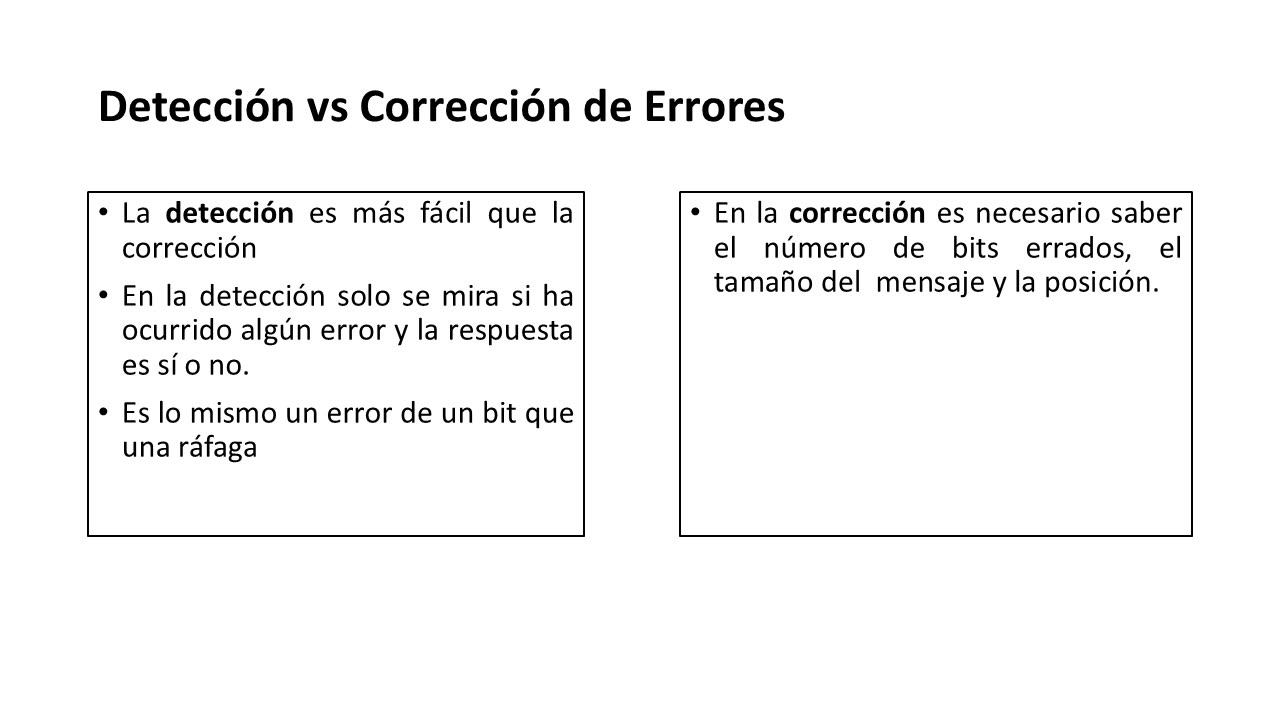 Detección vs Corrección de Errores
• La detección es más fácil que la
corrección
• En la detección solo se mira si ha
ocurrido algún error y la respuesta
es sí o no.
• Es lo mismo un error de un bit que
una ráfaga
• En la corrección es necesario saber
el número de bits errados, el
tamaño del  mensaje y la posición.